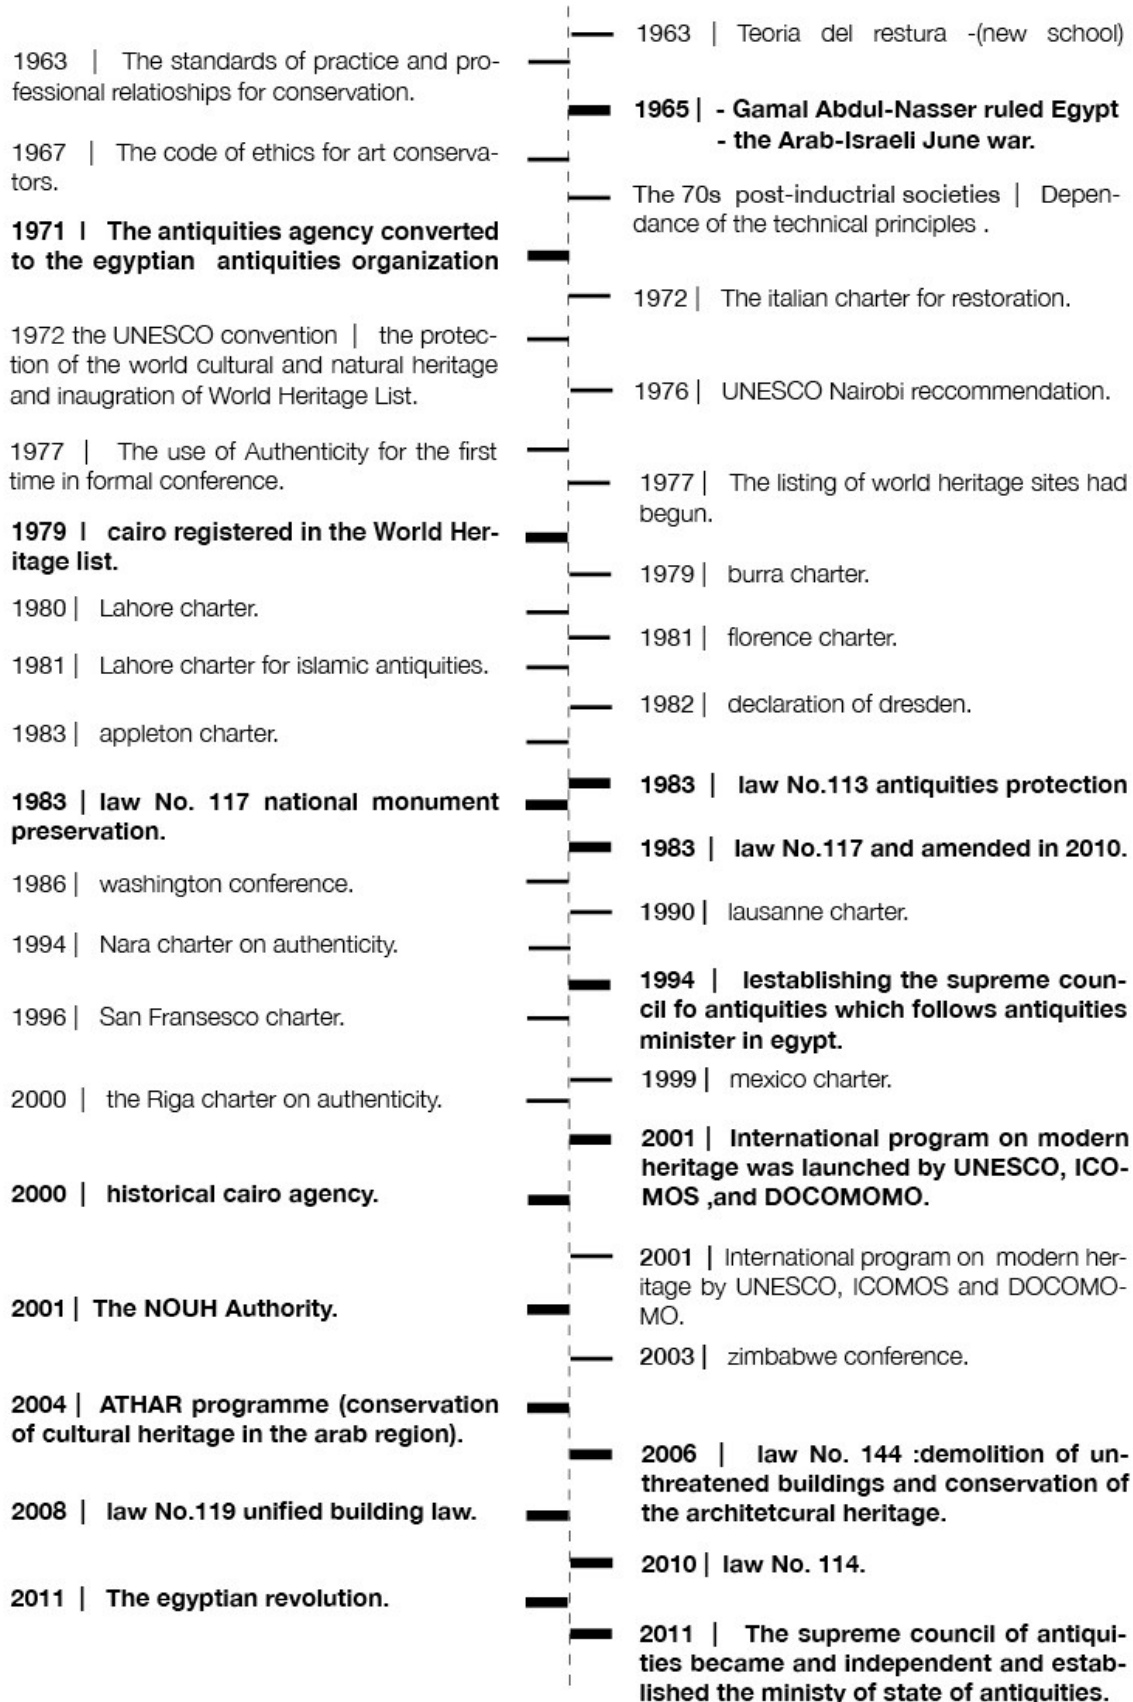 1963 | Teoria del restura -(new school)
1963 | The standards of practice and pro-
fessional relatioships for conservation.
1965 | - Gamal Abdul-Nasser ruled Egypt
- the Arab-Israeli June war.
1967 | The code of ethics for art conserva-
tors.
The 70s post-inductrial societies | Depen-
dance of the technical principles .
1971 I The antiquities agency converted
to the egyptian antiquities organization
1972 | The italian charter for restoration.
1972 the UNESCO convention | the protec-
tion of the world cultural and natural heritage
and inaugration of World Heritage List.
1976 | UNESCO Nairobi reccommendation.
1977 | The use of Authenticity for the first
time in formal conference.
1977 | The listing of world heritage sites had
begun.
1979 I cairo registered in the World Her-
itage list.
1979 | burra charter.
1980 | Lahore charter.
1981 | florence charter.
1981 | Lahore charter for islamic antiquities.
1982 | declaration of dresden.
1983 | appleton charter.
1983 | law No.113 antiquities protection
1983 | law No. 117 national monument
preservation.
1983 | law No.117 and amended in 2010.
1986 | washington conference.
1990 | lausanne charter.
1994 | Nara charter on authenticity.
1994 | lestablishing the supreme coun-
cil fo antiquities which follows antiquities
minister in egypt.
1996 | San Fransesco charter.
1999 | mexico charter.
2000 | the Riga charter on authenticity.
2001 | International program on modern
heritage was launched by UNESCO, ICO-
MOS ,and DOCOMOMO.
2000 | historical cairo agency.
2001 | International program on modern her-
itage by UNESCO, ICOMOS and DOCOMO-
MO.
2001 | The NOUH Authority.
2003 | zimbabwe conference.
2004 | ATHAR programme (conservation
of cultural heritage in the arab region).
2006 | law No. 144 :demolition of un-
threatened buildings and conservation of
the architetcural heritage.
2008 | law No.119 unified building law.
2010 | law No. 114.
2011 | The egyptian revolution.
2011 | The supreme council of antiqui-
ties became and independent and estab-
lished the ministy of state of antiquities.